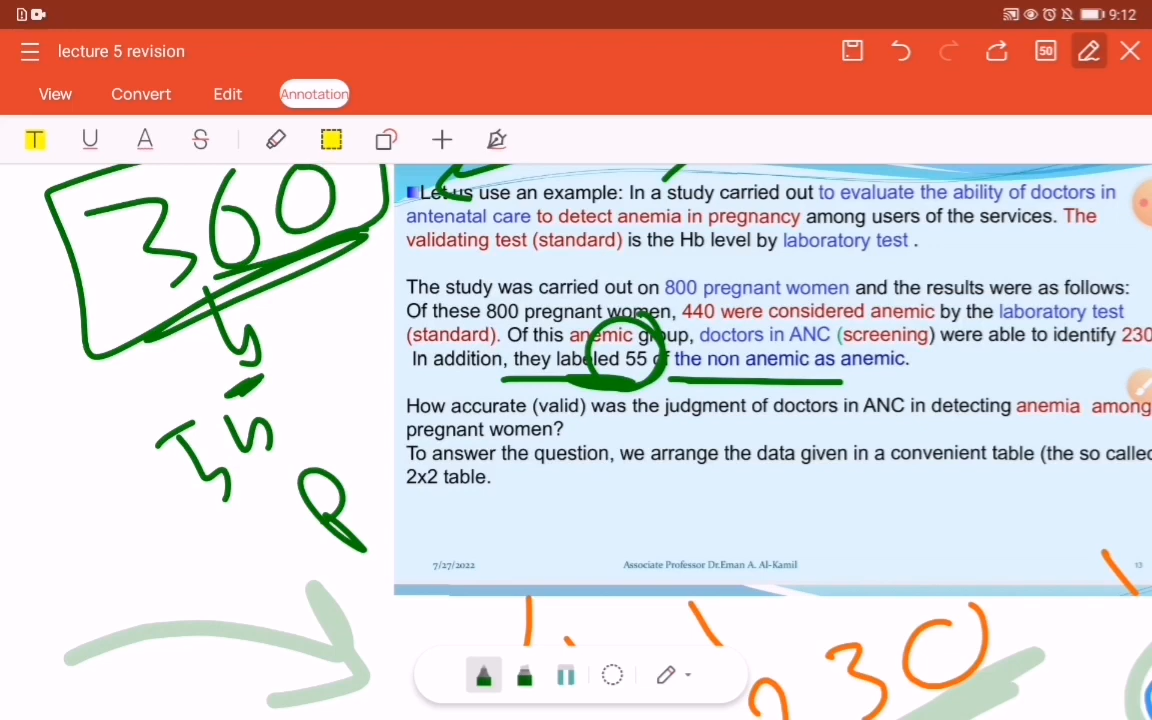 9:12
lecture 5 revision
50
View Convert Edit Annotation
T U A S
360
Let us use an example: In a study carried out to evaluate the ability of doctors in
antenatal care to detect anemia in pregnancy among users of the services. The
validating test (standard) is the Hb level by laboratory test .
The study was carried out on 800 pregnant women and the results were as follows:
Of these 800 pregnant women, 440 were considered anemic by the laboratory test
(standard). Of this anemic group, doctors in ANC (screening) were able to identify 230
In addition, they labeled 55 of the non anemic as anemic.
How accurate (valid) was the judgment of doctors in ANC in detecting anemia among
pregnant women?
To answer the question, we arrange the data given in a convenient table (the so called
2x2 table.
7/27/2022 Associate Professor Dr.Eman A. Al-Kamil 13
30